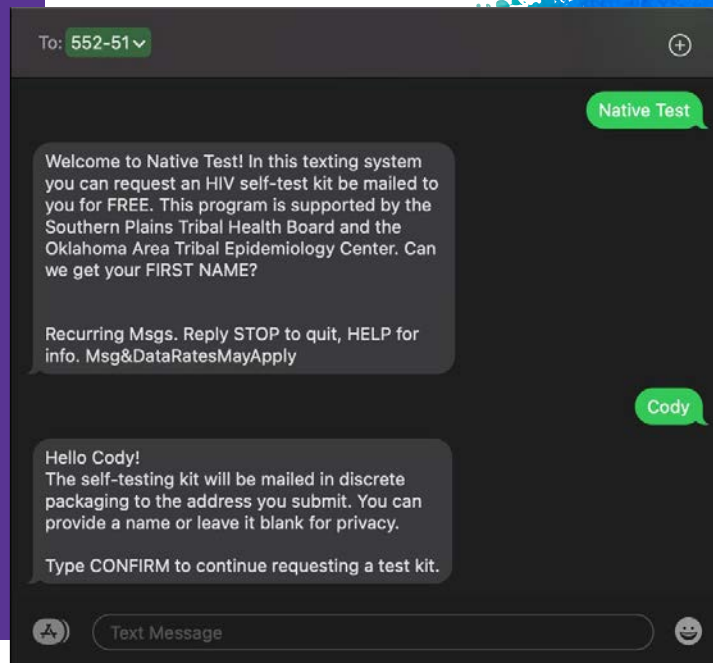 To: 552-51
Native Test
Welcome to Native Test! In this texting system
you can request an HIV self-test kit be mailed to
you for FREE. This program is supported by the
Southern Plains Tribal Health Board and the
Oklahoma Area Tribal Epidemiology Center. Can
we get your FIRST NAME?
Recurring Msgs. Reply STOP to quit, HELP for
info. Msg&DataRatesMayApply
Cody
Hello Cody!
The self-testing kit will be mailed in discrete
packaging to the address you submit. You can
provide a name or leave it blank for privacy.
Type CONFIRM to continue requesting a test kit.
Text Message